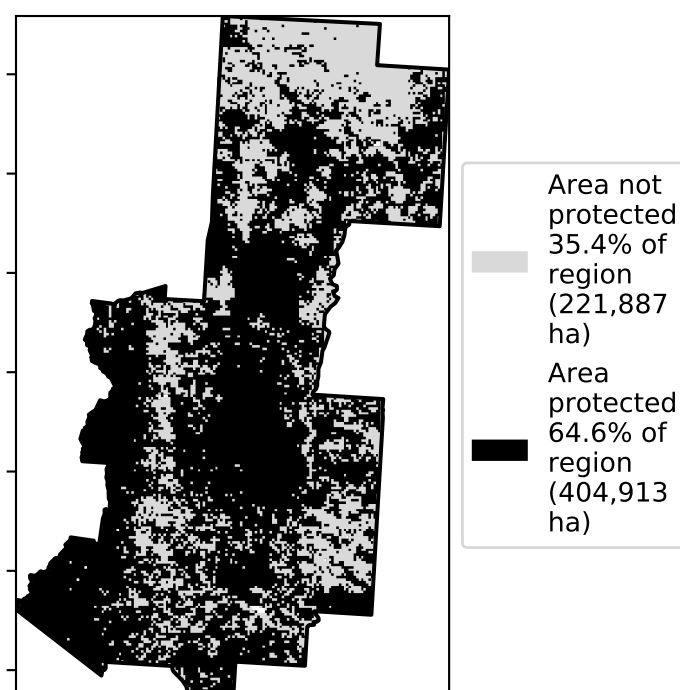 Area not
protected
35.4% of
region
(221,887
ha)
Area
protected
64.6% of
region
(404,913
ha)